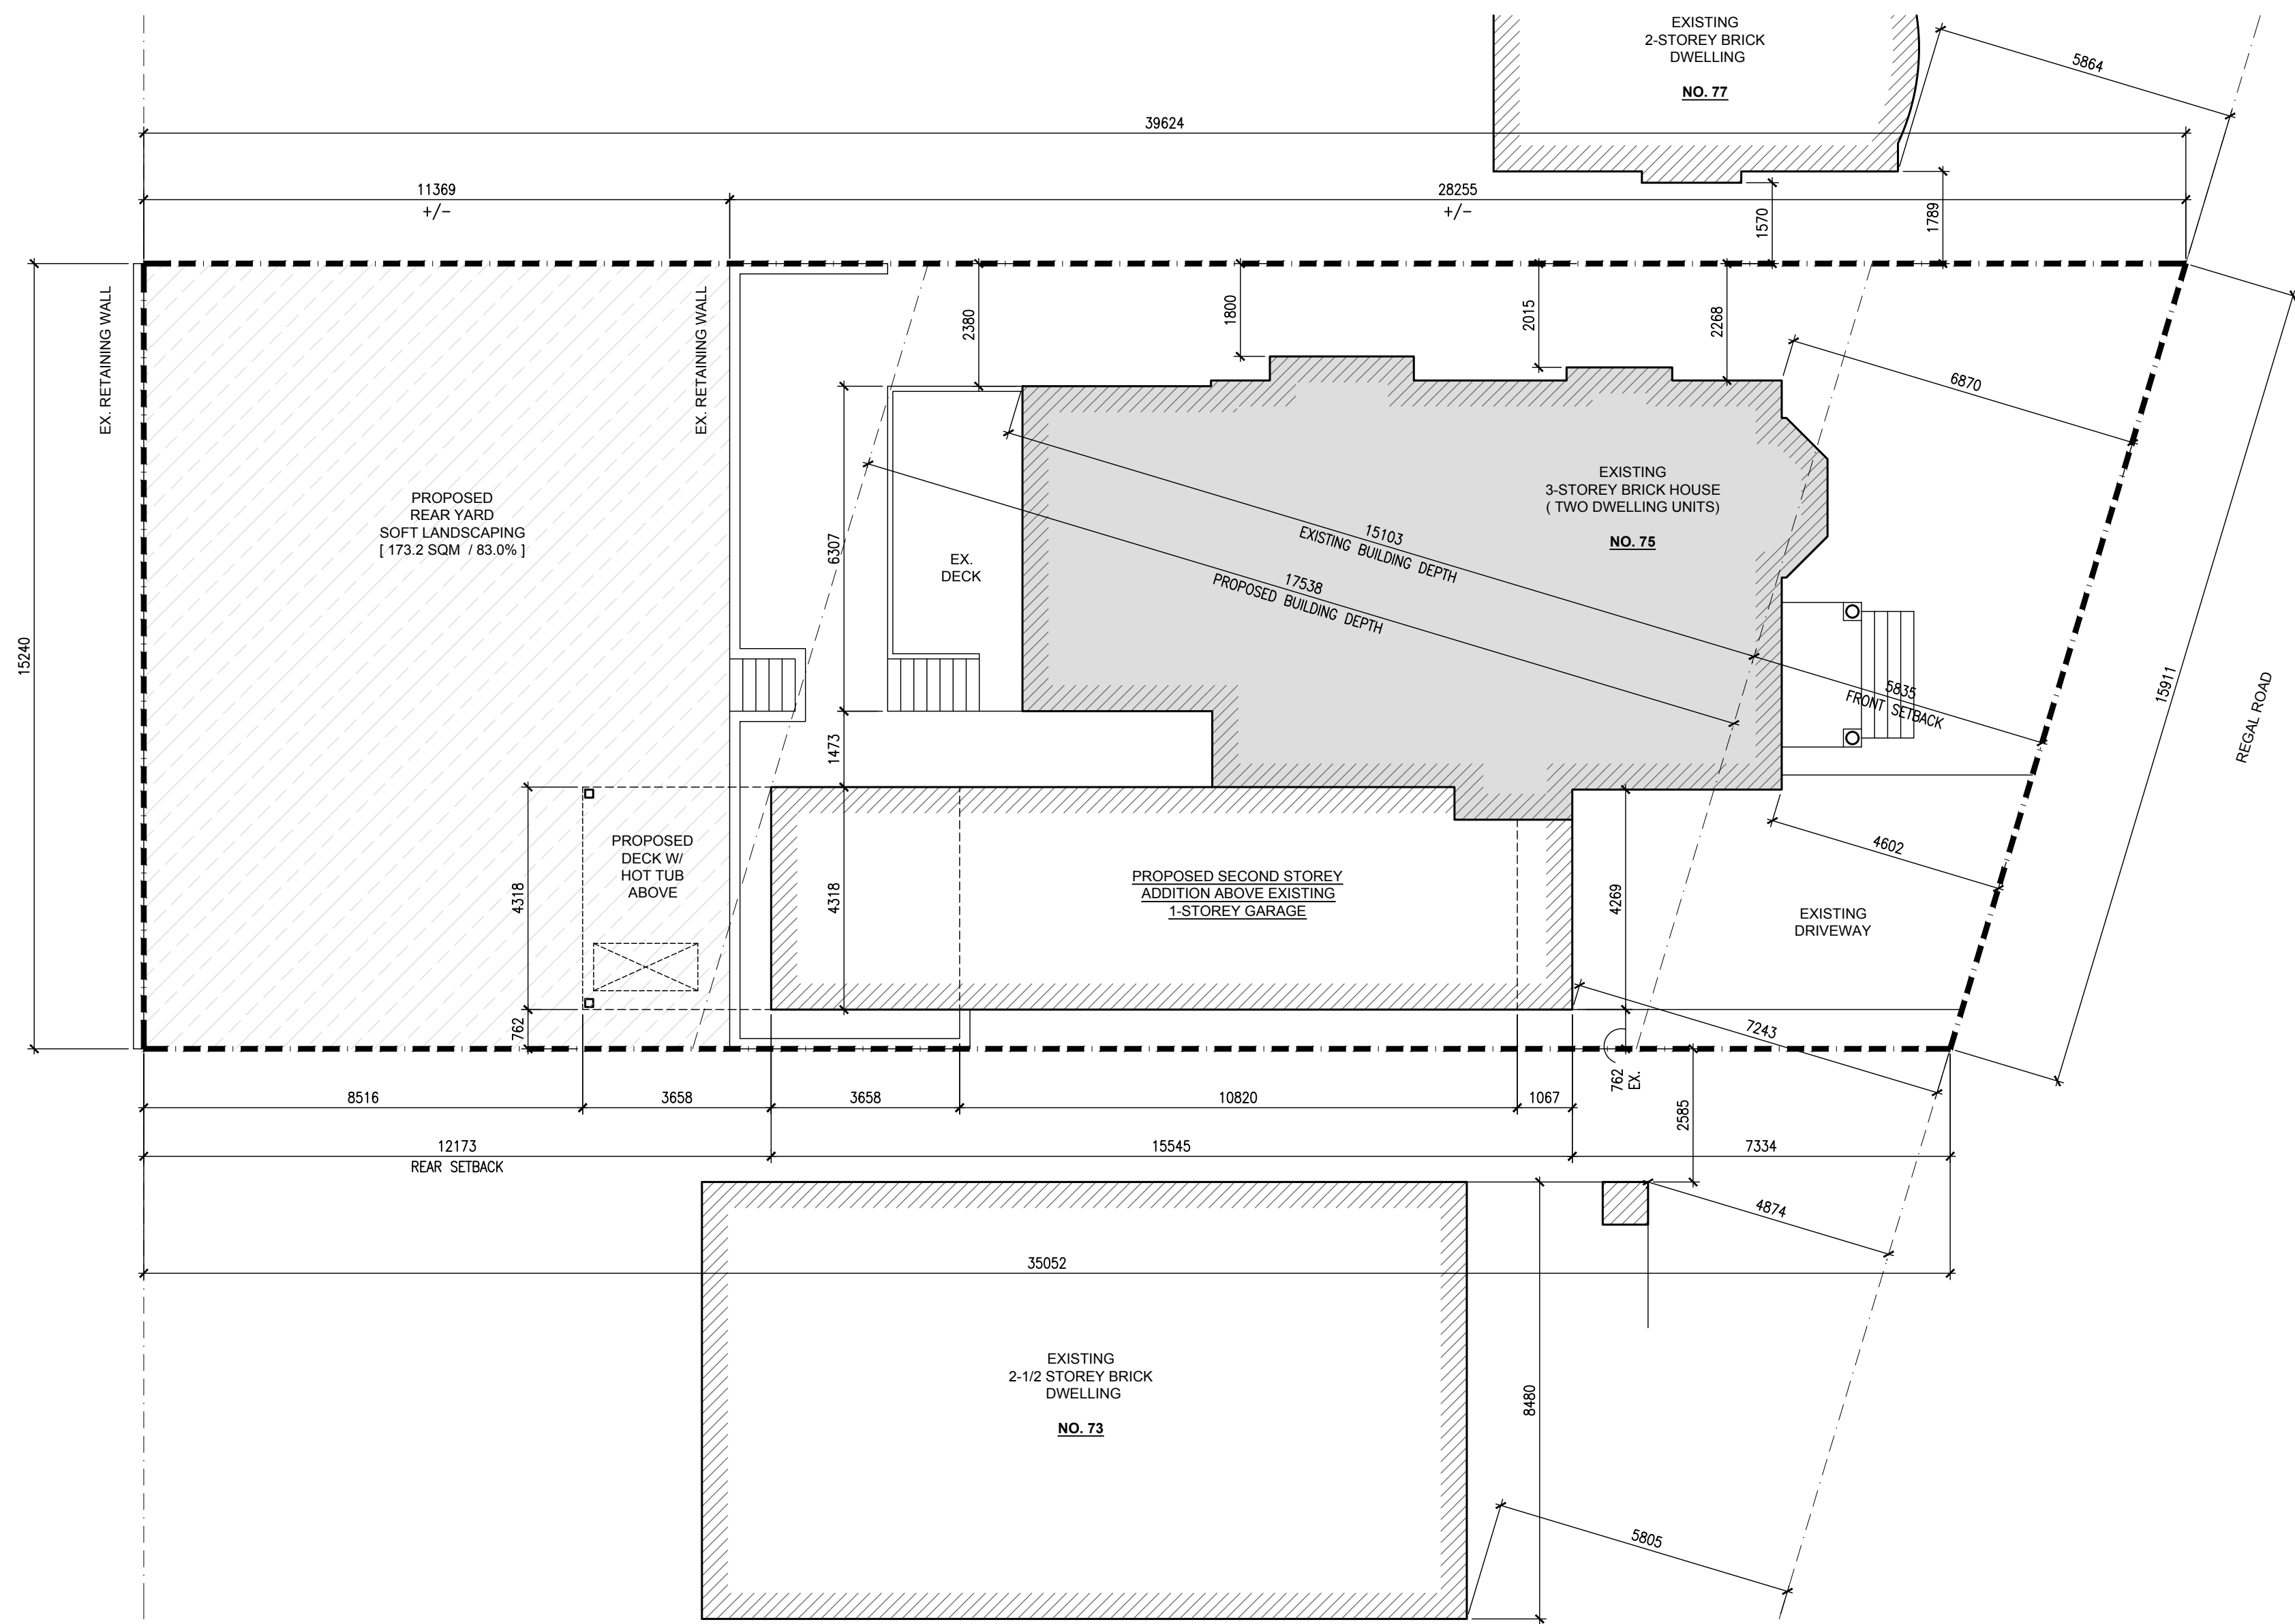 EXISTING
2-STOREY BRICK
DWELLING
NO. 77
5864
39624
11369
+/-
28255
+/-
1570
1789
EX. RETAINING WALL
EX. RETAINING WALL
2380
1800
2015
2268
6870
PROPOSED
REAR YARD
SOFT LANDSCAPING
[ 173.2 SQM / 83.0% ]
EXISTING
3-STOREY BRICK HOUSE
( TWO DWELLING UNITS)
NO. 75
15103
EXISTING BUILDING DEPTH
17538
PROPOSED BUILDING DEPTH
6307
EX.
DECK
15240
5835
FRONT SETBACK
15911
REGAL ROAD
1473
PROPOSED
DECK W/
HOT TUB
ABOVE
4318
4318
PROPOSED SECOND STOREY
ADDITION ABOVE EXISTING
1-STOREY GARAGE
4269
4602
EXISTING
DRIVEWAY
762
7243
762
EX.
8516
3658
3658
10820
1067
2585
12173
REAR SETBACK
15545
7334
4874
35052
EXISTING
2-1/2 STOREY BRICK
DWELLING
NO. 73
8480
5805